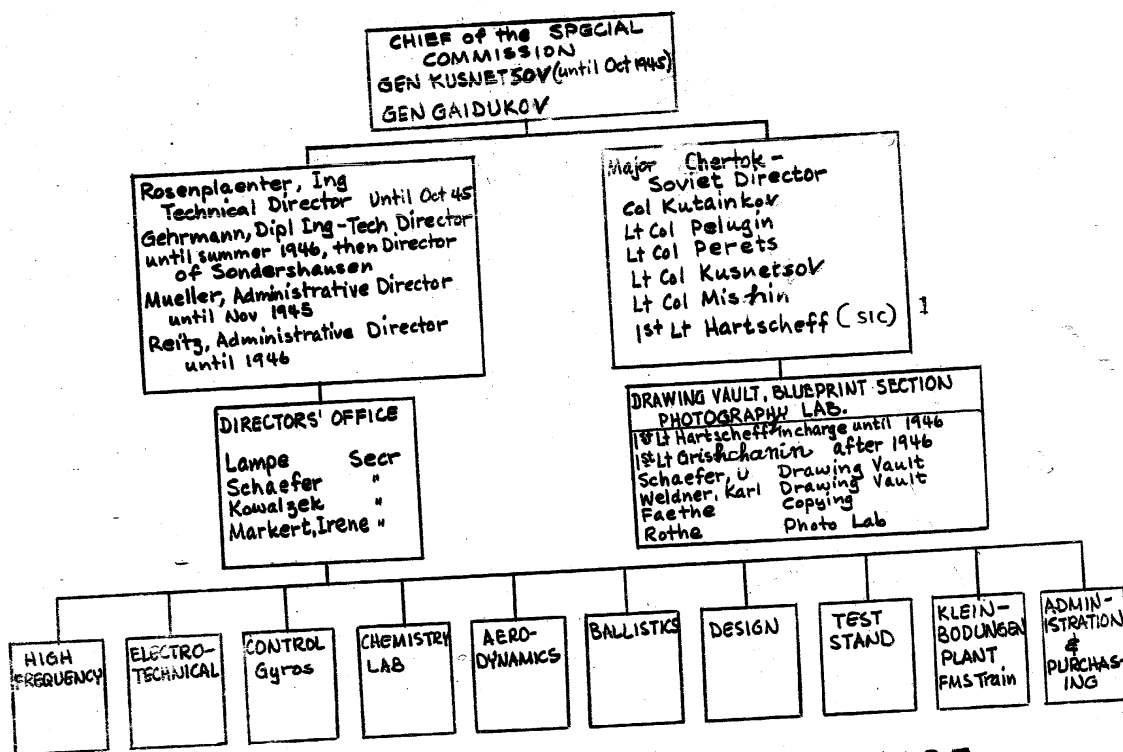 CHIEF of the SPECIAL
COMMISSION
GEN KUSNETSOV (until Oct 1945)
GEN GAIDUKOV
Rosenplaenter, Ing
Technical Director Until Oct 45
Gehrmann, Dipl Ing-Tech Director
until summer 1946, then Director
of Sondershausen
Mueller, Administrative Director
until Nov 1945
Reitz, Administrative Director
until 1946
Major Chertok -
Soviet Director
Col Kutainkov
Lt Col Pelugin
Lt Col Perets
Lt Col Kusnetsov
Lt Col Mishin
1st Lt Hartscheff (SIC)
DIRECTORS' OFFICE
Lampe Secr
Schaefer "
Kowalzek "
Markert, Irene "
DRAWING VAULT, BLUEPRINT SECTION
PHOTOGRAPHY LAB.
1st Lt Hartscheff in charge until 1946
1st Lt Grishchanin after 1946
Schaefer, U Drawing Vault
Weldner, Karl Drawing Vault
Faethe Copying
Rothe Photo Lab
HIGH
FREQUENCY
ELECTRO-
TECHNICAL
CONTROL
Gyros
CHEMISTRY
LAB
AERO-
DYNAMICS
BALLISTICS
DESIGN
TEST
STAND
KLEIN-
BODUNGEN
PLANT
FMS Train
ADMIN-
ISTRATION
&
PURCHAS-
ING